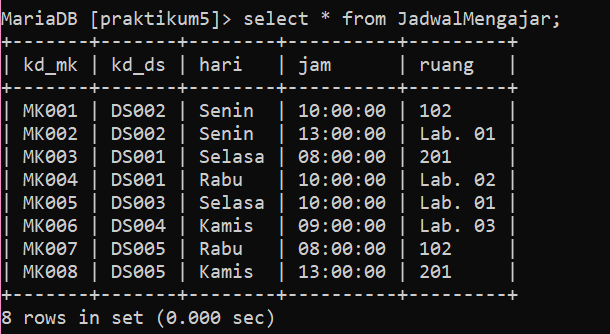 MariaDB [praktikum5]> select * from JadwalMengajar;
+-------+-------+--------+----------+---------+
| kd_mk | kd_ds | hari   | jam      | ruang   |
+-------+-------+--------+----------+---------+
| MK001 | DS002 | Senin  | 10:00:00 | 102     |
| MK002 | DS002 | Senin  | 13:00:00 | Lab. 01 |
| MK003 | DS001 | Selasa | 08:00:00 | 201     |
| MK004 | DS001 | Rabu   | 10:00:00 | Lab. 02 |
| MK005 | DS003 | Selasa | 10:00:00 | Lab. 01 |
| MK006 | DS004 | Kamis  | 09:00:00 | Lab. 03 |
| MK007 | DS005 | Rabu   | 08:00:00 | 102     |
| MK008 | DS005 | Kamis  | 13:00:00 | 201     |
+-------+-------+--------+----------+---------+
8 rows in set (0.000 sec)